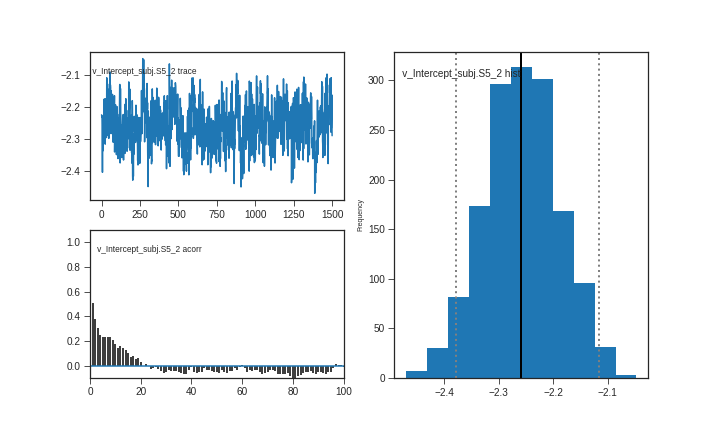 v_Intercept_subj.S5_2 trace
−2.1
−2.2
−2.3
−2.4
0 250 500 750 1000 1250 1500
v_Intercept_subj.S5_2 acorr
1.0
0.8
0.6
0.4
0.2
0.0
0 20 40 60 80 100
v_Intercept_subj.S5_2 hist
Frequency
300
250
200
150
100
50
0
−2.4 −2.3 −2.2 −2.1